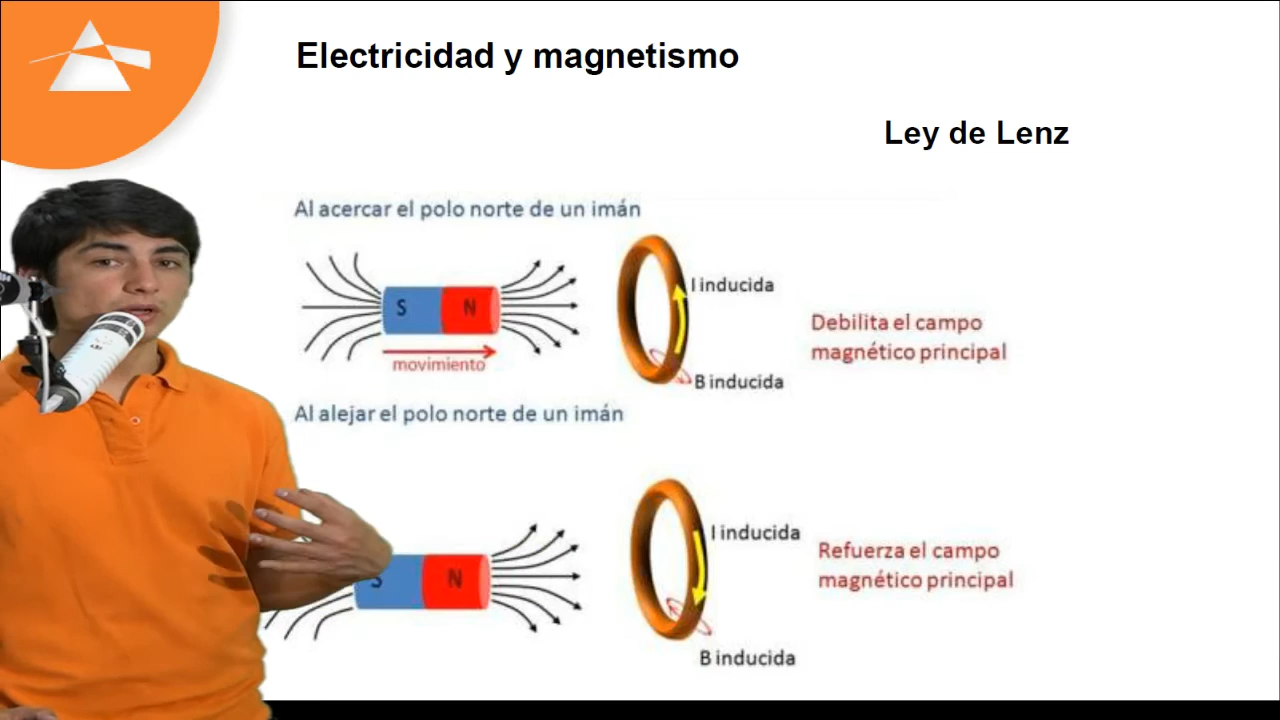 Electricidad y magnetismo
Ley de Lenz
Al acercar el polo norte de un imán
S N
movimiento
I inducida
B inducida
Debilita el campo
magnético principal
Al alejar el polo norte de un imán
S N
I inducida
B inducida
Refuerza el campo
magnético principal